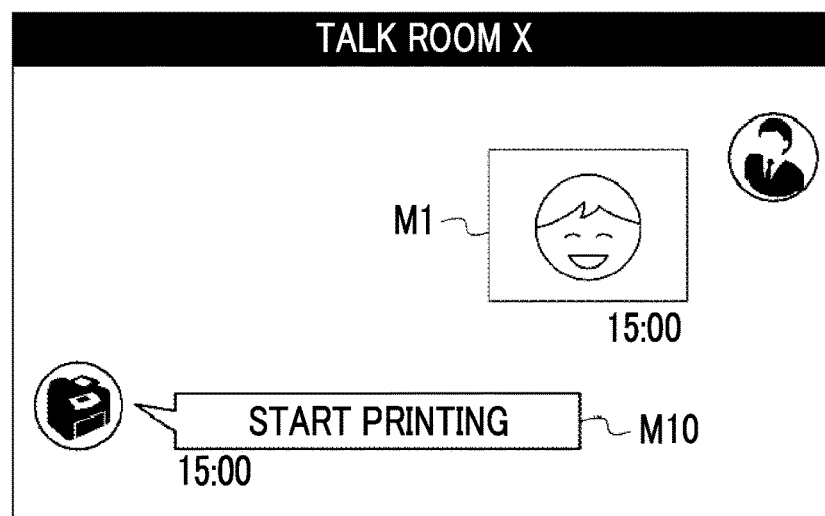 TALK ROOM X
M1
15:00
START PRINTING
M10
15:00